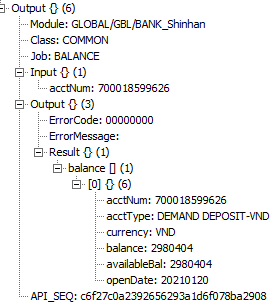 Output {} (6)
Module: GLOBAL/GBL/BANK_Shinhan
Class: COMMON
Job: BALANCE
Input {} (1)
acctNum: 700018599626
Output {} (3)
ErrorCode: 00000000
ErrorMessage:
Result {} (1)
balance [] (1)
[0] {} (6)
acctNum: 700018599626
acctType: DEMAND DEPOSIT-VND
currency: VND
balance: 2980404
availableBal: 2980404
openDate: 20210120
API_SEQ: c6f27c0a2392656293a1d6f078ba2908